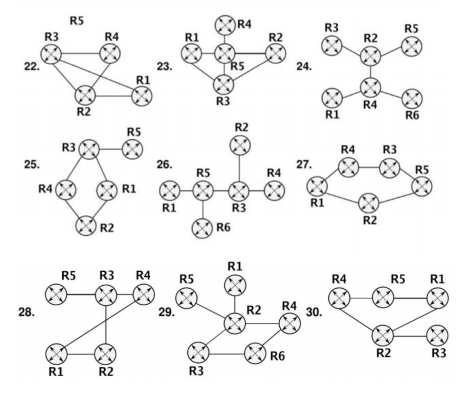 R5
R3 R4
22.
R1
R2
R4
R1 R2
23.
R5
R3
R3 R2 R5
24.
R1 R4 R6
R3 R5
25.
R4 R1
R2
R2
26.
R5 R4
R1 R3
R6
27.
R4 R3
R5
R1
R2
R5 R3 R4
28.
R1 R2
R1
R5
29.
R2 R4
R3 R6
R4 R5 R1
30.
R2 R3